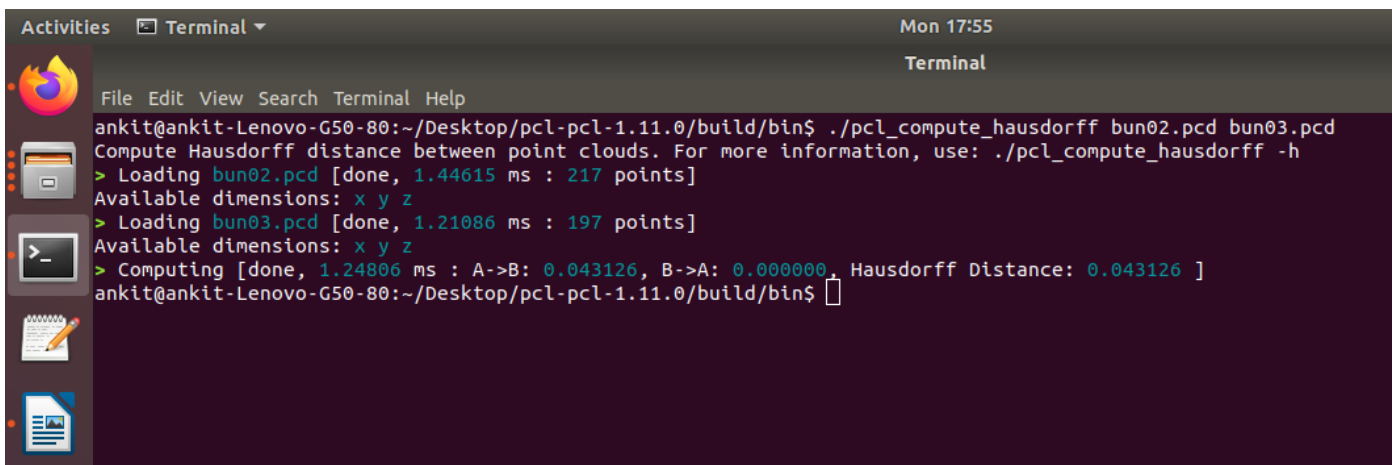 Activities Terminal Mon 17:55
Terminal
File Edit View Search Terminal Help
ankit@ankit-Lenovo-G50-80:~/Desktop/pcl-pcl-1.11.0/build/bin$ ./pcl_compute_hausdorff bun02.pcd bun03.pcd
Compute Hausdorff distance between point clouds. For more information, use: ./pcl_compute_hausdorff -h
> Loading bun02.pcd [done, 1.44615 ms : 217 points]
Available dimensions: x y z
> Loading bun03.pcd [done, 1.21086 ms : 197 points]
Available dimensions: x y z
> Computing [done, 1.24806 ms : A->B: 0.043126, B->A: 0.000000, Hausdorff Distance: 0.043126 ]
ankit@ankit-Lenovo-G50-80:~/Desktop/pcl-pcl-1.11.0/build/bin$